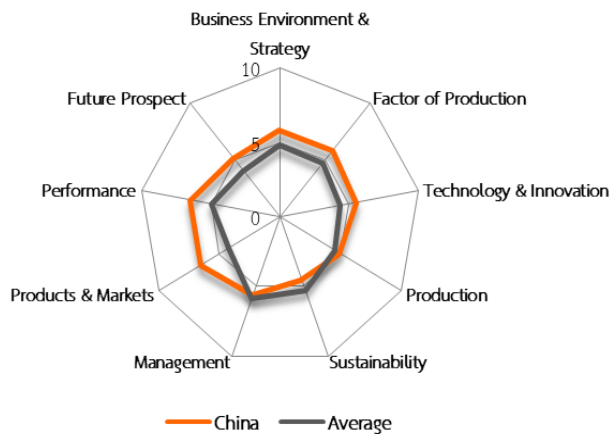 Business Environment &
Strategy
10
Future Prospect
Factor of Production
5
Performance
Technology & Innovation
0
Products & Markets
Production
Management
Sustainability
China
Average